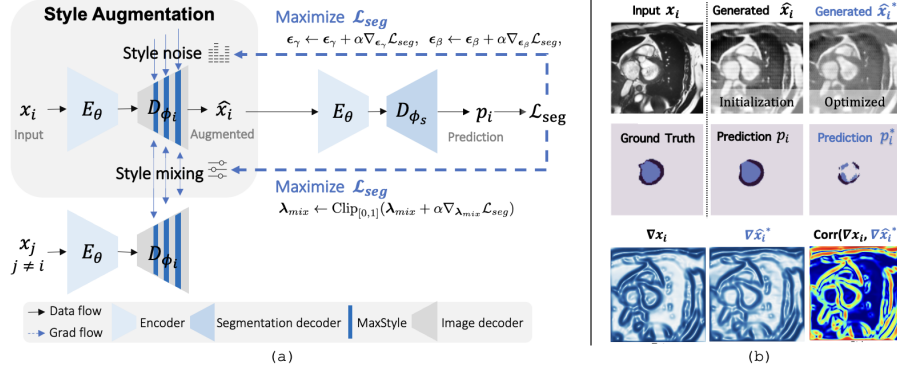 Style Augmentation
Maximize 𝓛seg
ϵγ ← ϵγ + α∇ϵγ𝓛seg, ϵβ ← ϵβ + α∇ϵβ𝓛seg,
Style noise
xi
Input
Eθ
Dϕi
x̂i
Augmented
Eθ
Dϕs
pi
Prediction
𝓛seg
Style mixing
Maximize 𝓛seg
λmix ← Clip[0,1](λmix + α∇λmix𝓛seg)
xj
j ≠ i
Eθ
Dϕi
Data flow
Grad flow
Encoder
Segmentation decoder
MaxStyle
Image decoder
(a)
Input xi
Generated x̂i
Generated x̂i*
Initialization
Optimized
Ground Truth
Prediction pi
Prediction pi*
∇xi
∇x̂i*
Corr(∇xi, ∇x̂i*)
(b)